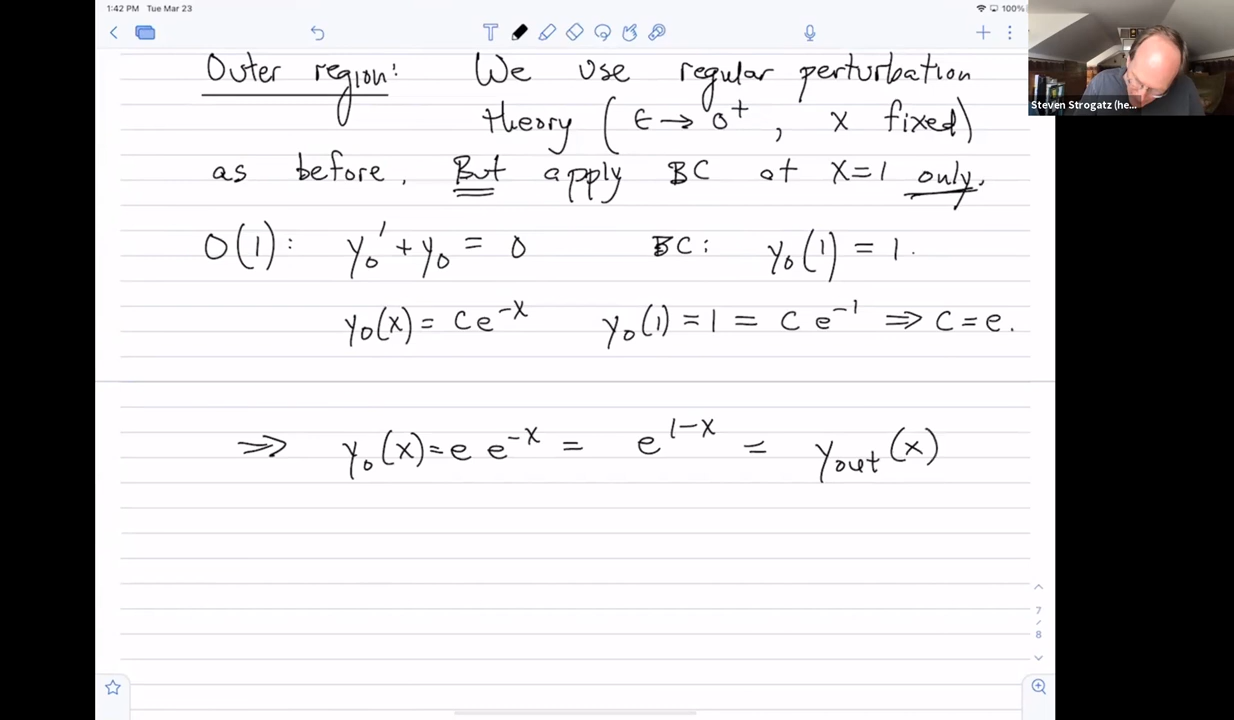 1:42 PM Tue Mar 23
100%
Outer region: We use regular perturbation
theory (ε → 0⁺, x fixed)
as before. But apply BC at x=1 only.
O(1): y₀' + y₀ = 0 BC: y₀(1) = 1.
y₀(x) = ce⁻ˣ y₀(1) = 1 = c e⁻¹ ⇒ c = e.
⇒ y₀(x) = e e⁻ˣ = e¹⁻ˣ = y_out(x)
Steven Strogatz (he...
7
/
8